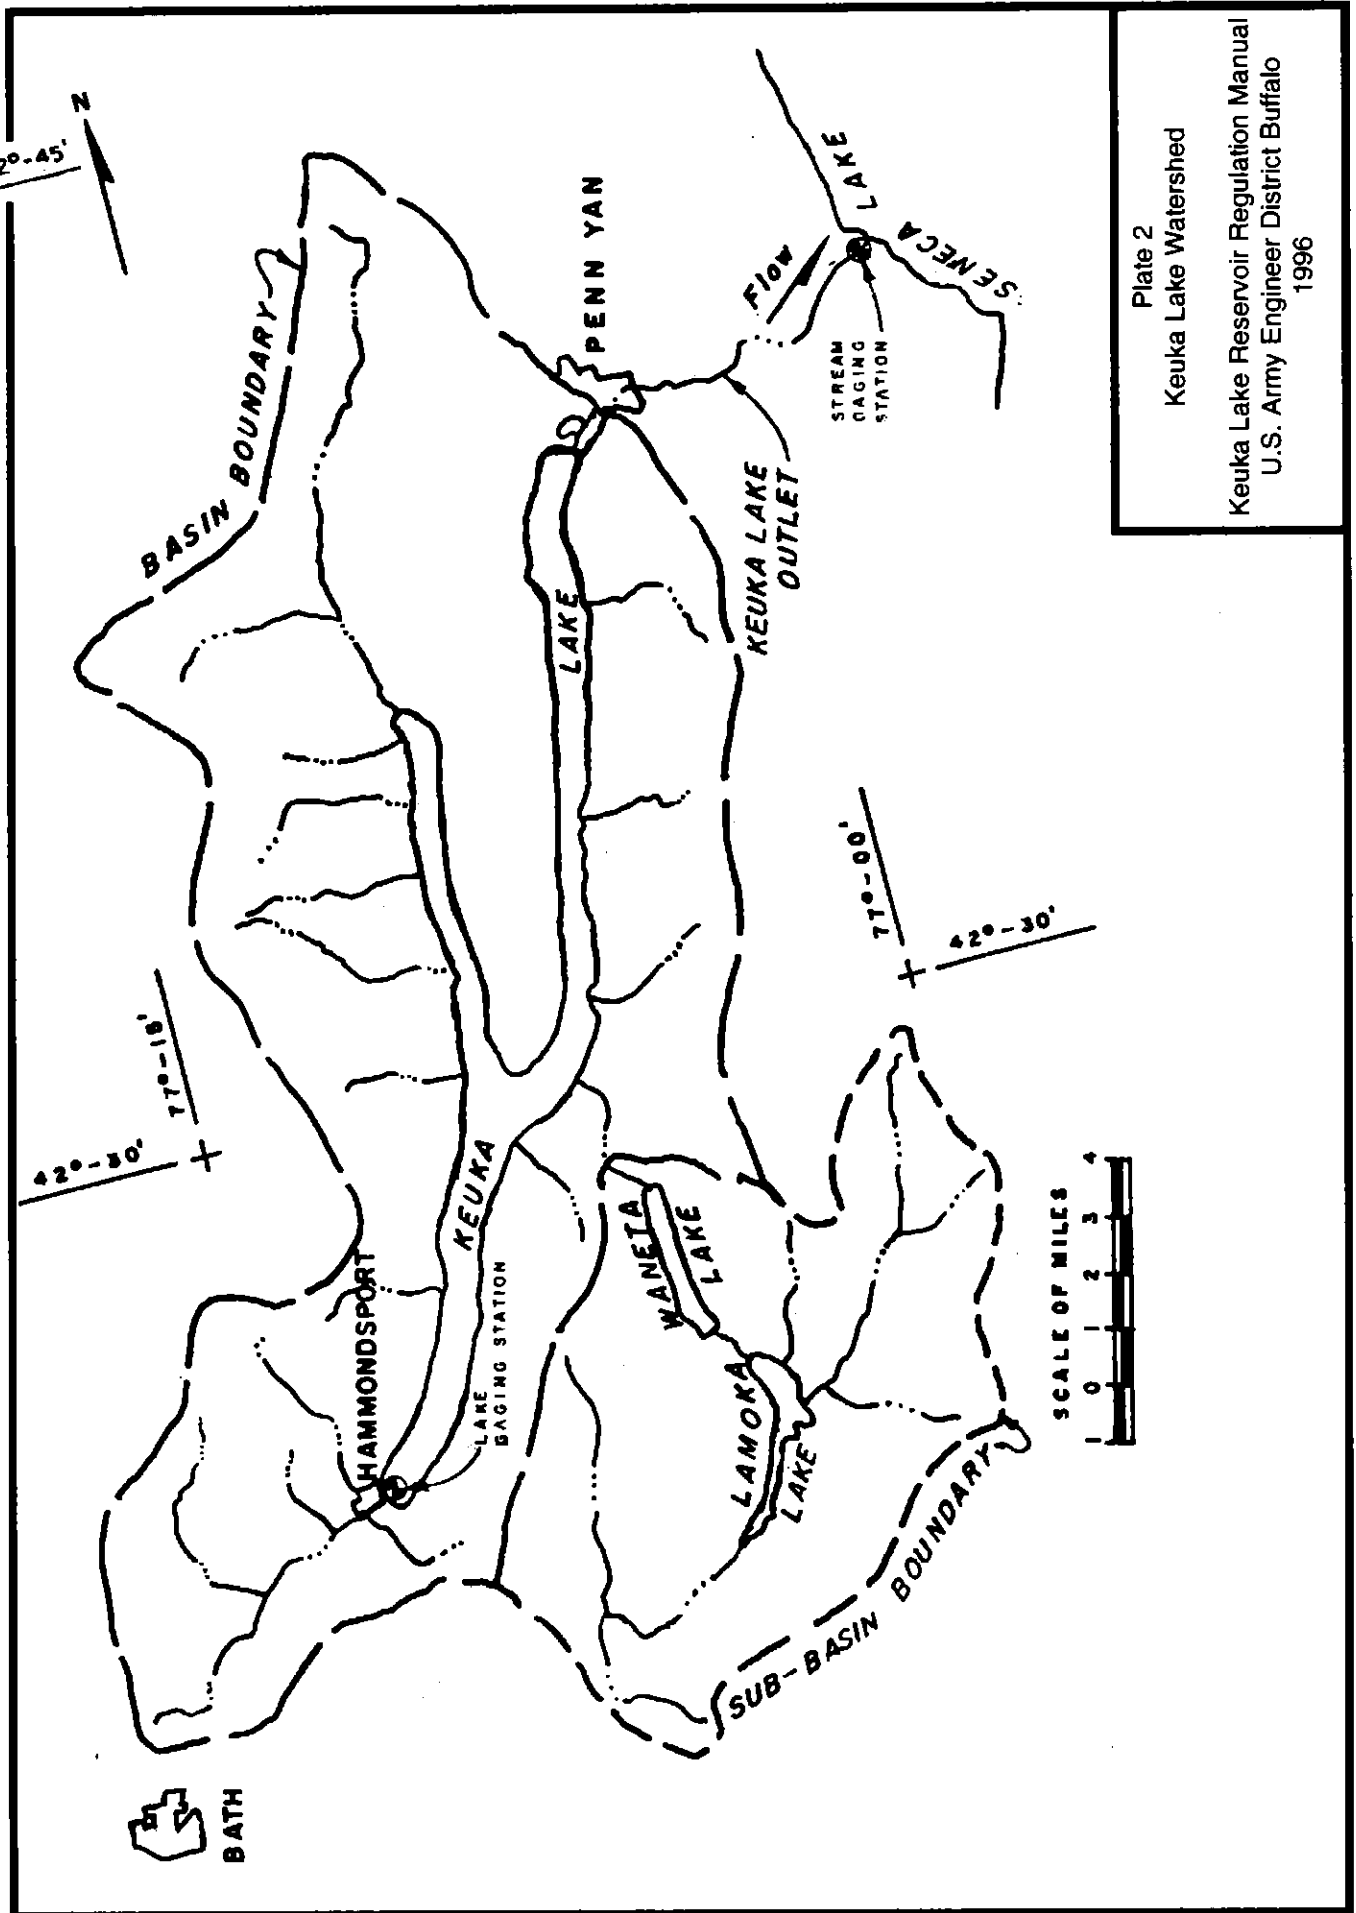 2°-45'
N
BASIN BOUNDARY
PENN YAN
Flow
SENECA LAKE
STREAM
GAGING
STATION
KEUKA LAKE
OUTLET
LAKE
KEUKA
77°-15'
42°-30'
77°-00'
42°-30'
HAMMONDSPORT
LAKE
GAGING STATION
WANETA
LAKE
LAMOKA
LAKE
SUB-BASIN BOUNDARY
BATH
SCALE OF MILES
1 0 1 2 3 4
Plate 2
Keuka Lake Watershed
Keuka Lake Reservoir Regulation Manual
U.S. Army Engineer District Buffalo
1996